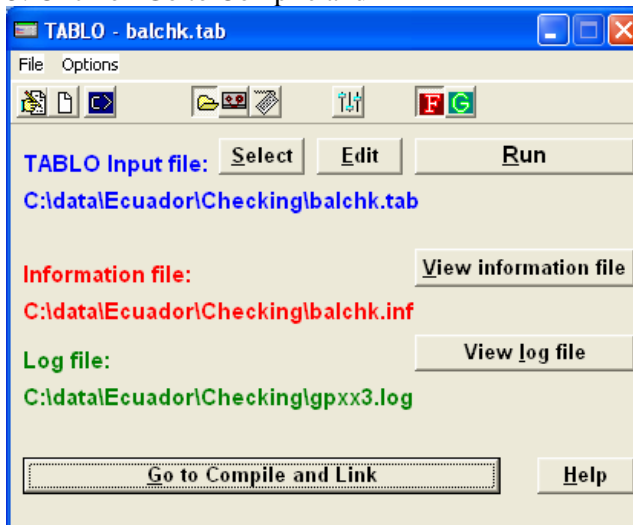 TABLO - balchk.tab
File Options
F G
TABLO Input file: Select Edit Run
C:\data\Ecuador\Checking\balchk.tab
Information file: View information file
C:\data\Ecuador\Checking\balchk.inf
Log file: View log file
C:\data\Ecuador\Checking\gpxx3.log
Go to Compile and Link Help